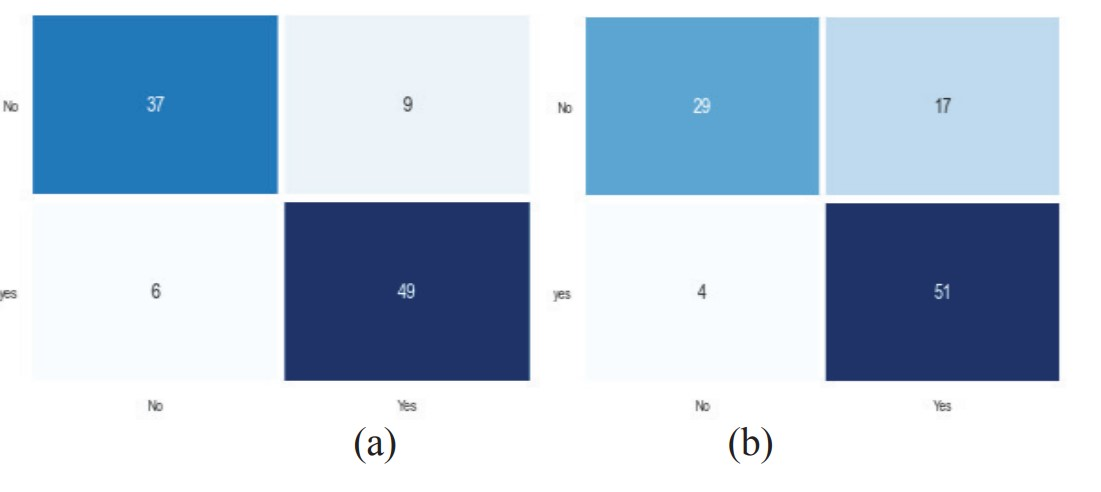 No 37 9
yes 6 49
No Yes
(a)
No 29 17
yes 4 51
No Yes
(b)